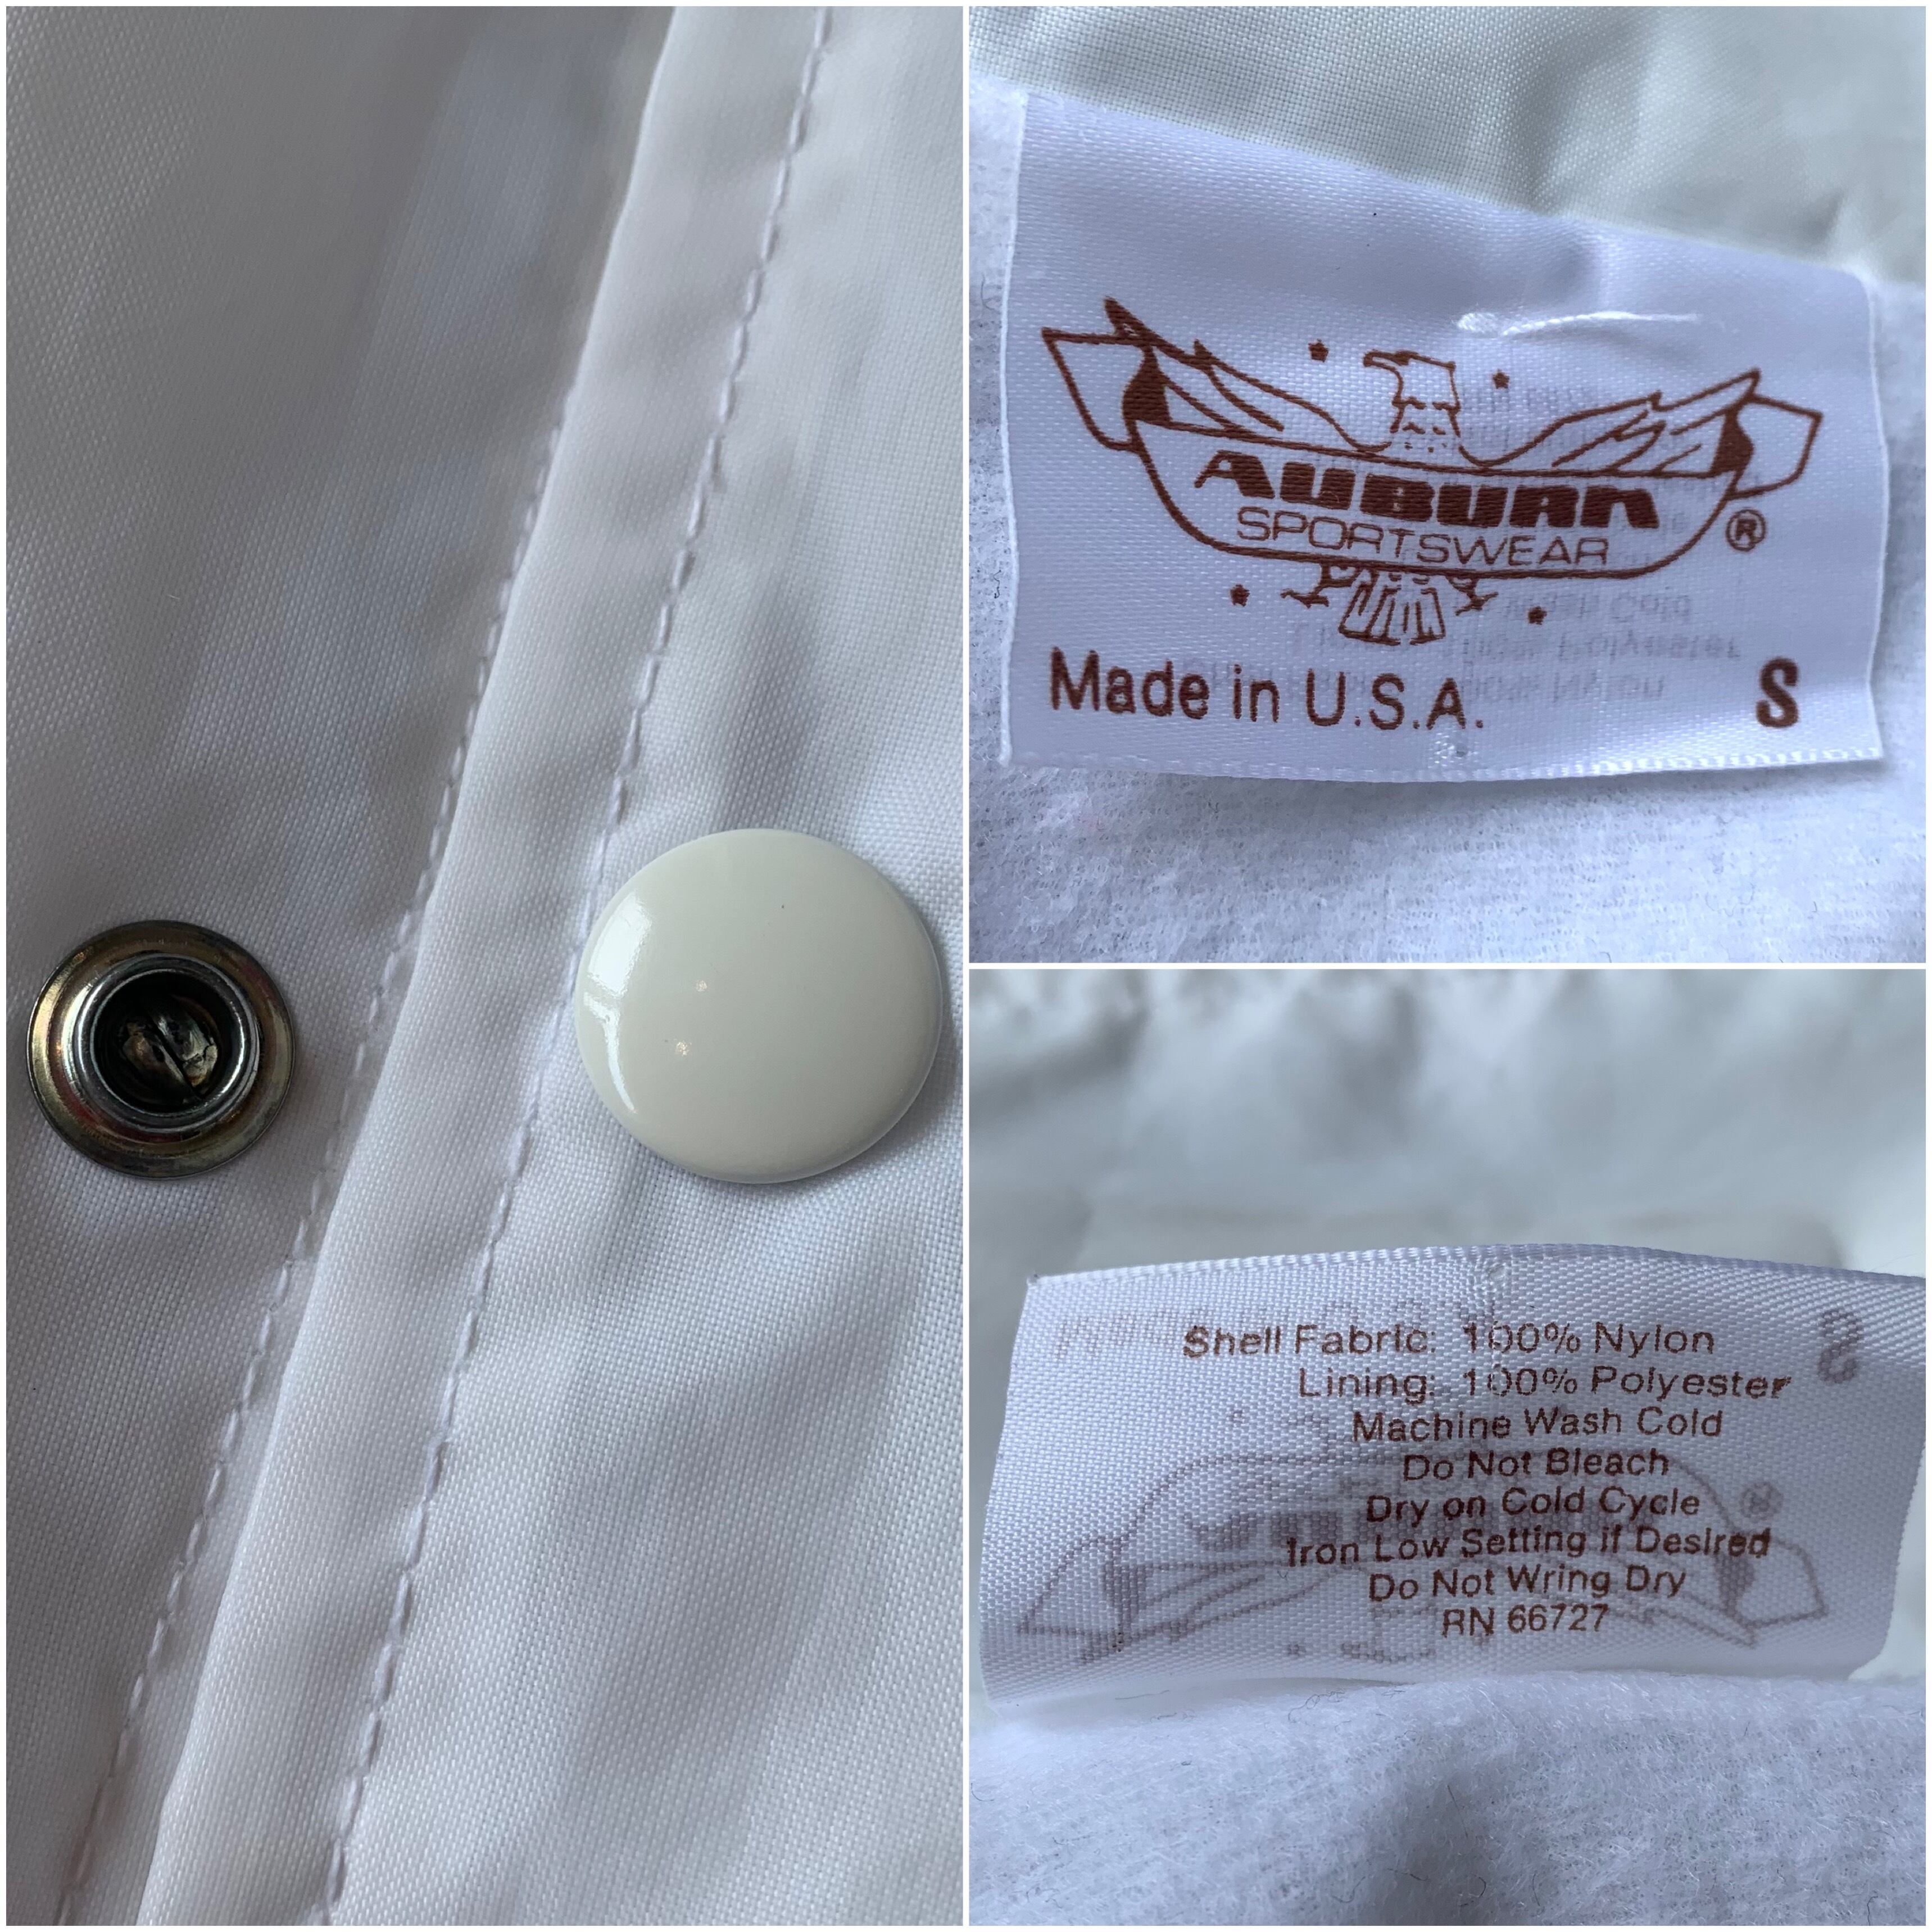 AUBURN
SPORTSWEAR
®
Made in U.S.A. S
Shell Fabric: 100% Nylon
Lining: 100% Polyester
Machine Wash Cold
Do Not Bleach
Dry on Cold Cycle
Iron Low Setting if Desired
Do Not Wring Dry
RN 66727